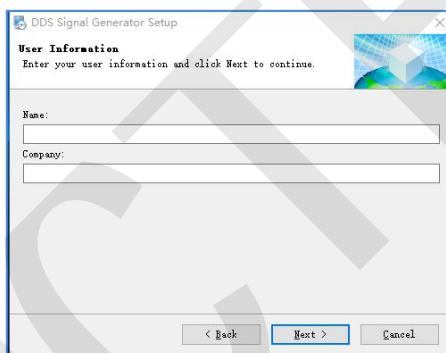 DDS Signal Generator Setup
User Information
Enter your user information and click Next to continue.
Name:
Company:
< Back
Next >
Cancel